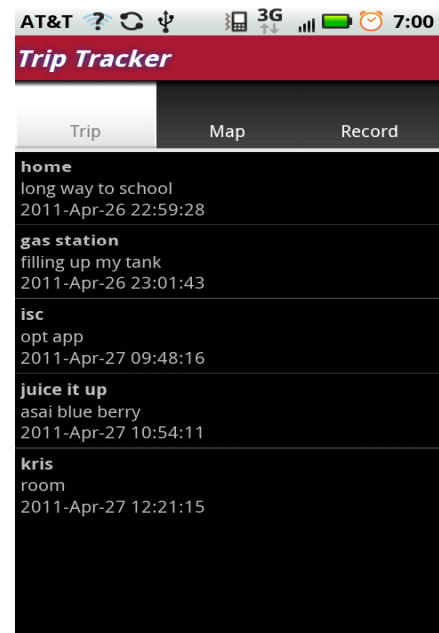 AT&T 3G 7:00
Trip Tracker
Trip Map Record
home
long way to school
2011-Apr-26 22:59:28
gas station
filling up my tank
2011-Apr-26 23:01:43
isc
opt app
2011-Apr-27 09:48:16
juice it up
asai blue berry
2011-Apr-27 10:54:11
kris
room
2011-Apr-27 12:21:15